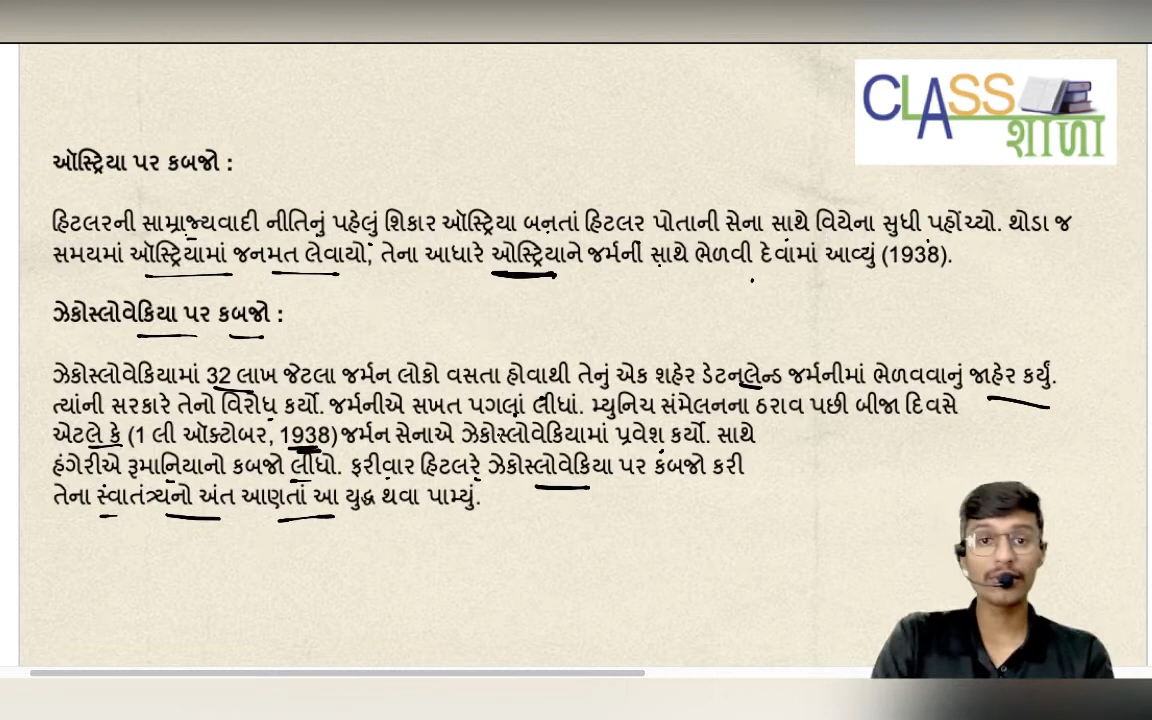 CLASS
શાળા
ઑસ્ટ્રિયા પર કબજો :
હિટલરની સામ્રાજ્યવાદી નીતિનું પહેલું શિકાર ઑસ્ટ્રિયા બનતાં હિટલર પોતાની સેના સાથે વિયેના સુધી પહોંચ્યો. થોડા જ
સમયમાં ઑસ્ટ્રિયામાં જનમત લેવાયો, તેના આધારે ઓસ્ટ્રિયાને જર્મની સાથે ભેળવી દેવામાં આવ્યું (1938).
ઝેકોસ્લોવેકિયા પર કબજો :
ઝેકોસ્લોવેકિયામાં 32 લાખ જેટલા જર્મન લોકો વસતા હોવાથી તેનું એક શહેર ડેટનલેન્ડ જર્મનીમાં ભેળવવાનું જાહેર કર્યું.
ત્યાંની સરકારે તેનો વિરોધ કર્યો. જર્મનીએ સખત પગલાં લીધાં. મ્યુનિચ સંમેલનના ઠરાવ પછી બીજા દિવસે
એટલે કે (1 લી ઑક્ટોબર, 1938) જર્મન સેનાએ ઝેકોસ્લોવેકિયામાં પ્રવેશ કર્યો. સાથે
હંગેરીએ રૂમાનિયાનો કબજો લીધો. ફરીવાર હિટલરે ઝેકોસ્લોવેકિયા પર કબજો કરી
તેના સ્વાતંત્ર્યનો અંત આણતાં આ યુદ્ધ થવા પામ્યું.